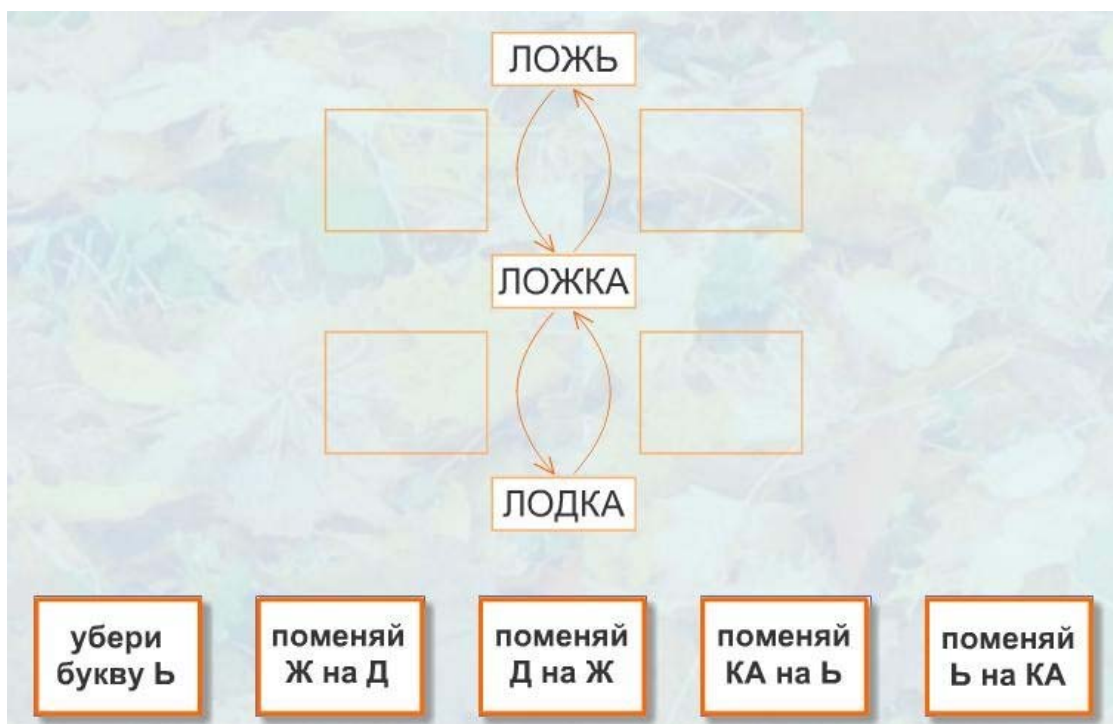 ЛОЖЬ
ЛОЖКА
ЛОДКА
убери
букву Ь
поменяй
Ж на Д
поменяй
Д на Ж
поменяй
КА на Ь
поменяй
Ь на КА